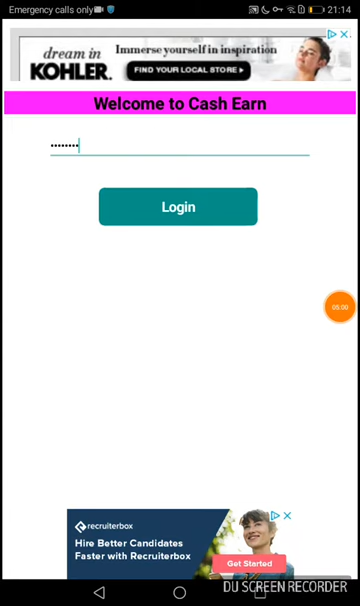 Emergency calls only
21:14
dream in
KOHLER.
Immerse yourself in inspiration
FIND YOUR LOCAL STORE
Welcome to Cash Earn
••••••••
Login
05:00
recruiterbox
Hire Better Candidates
Faster with Recruiterbox
Get Started
DU SCREEN RECORDER